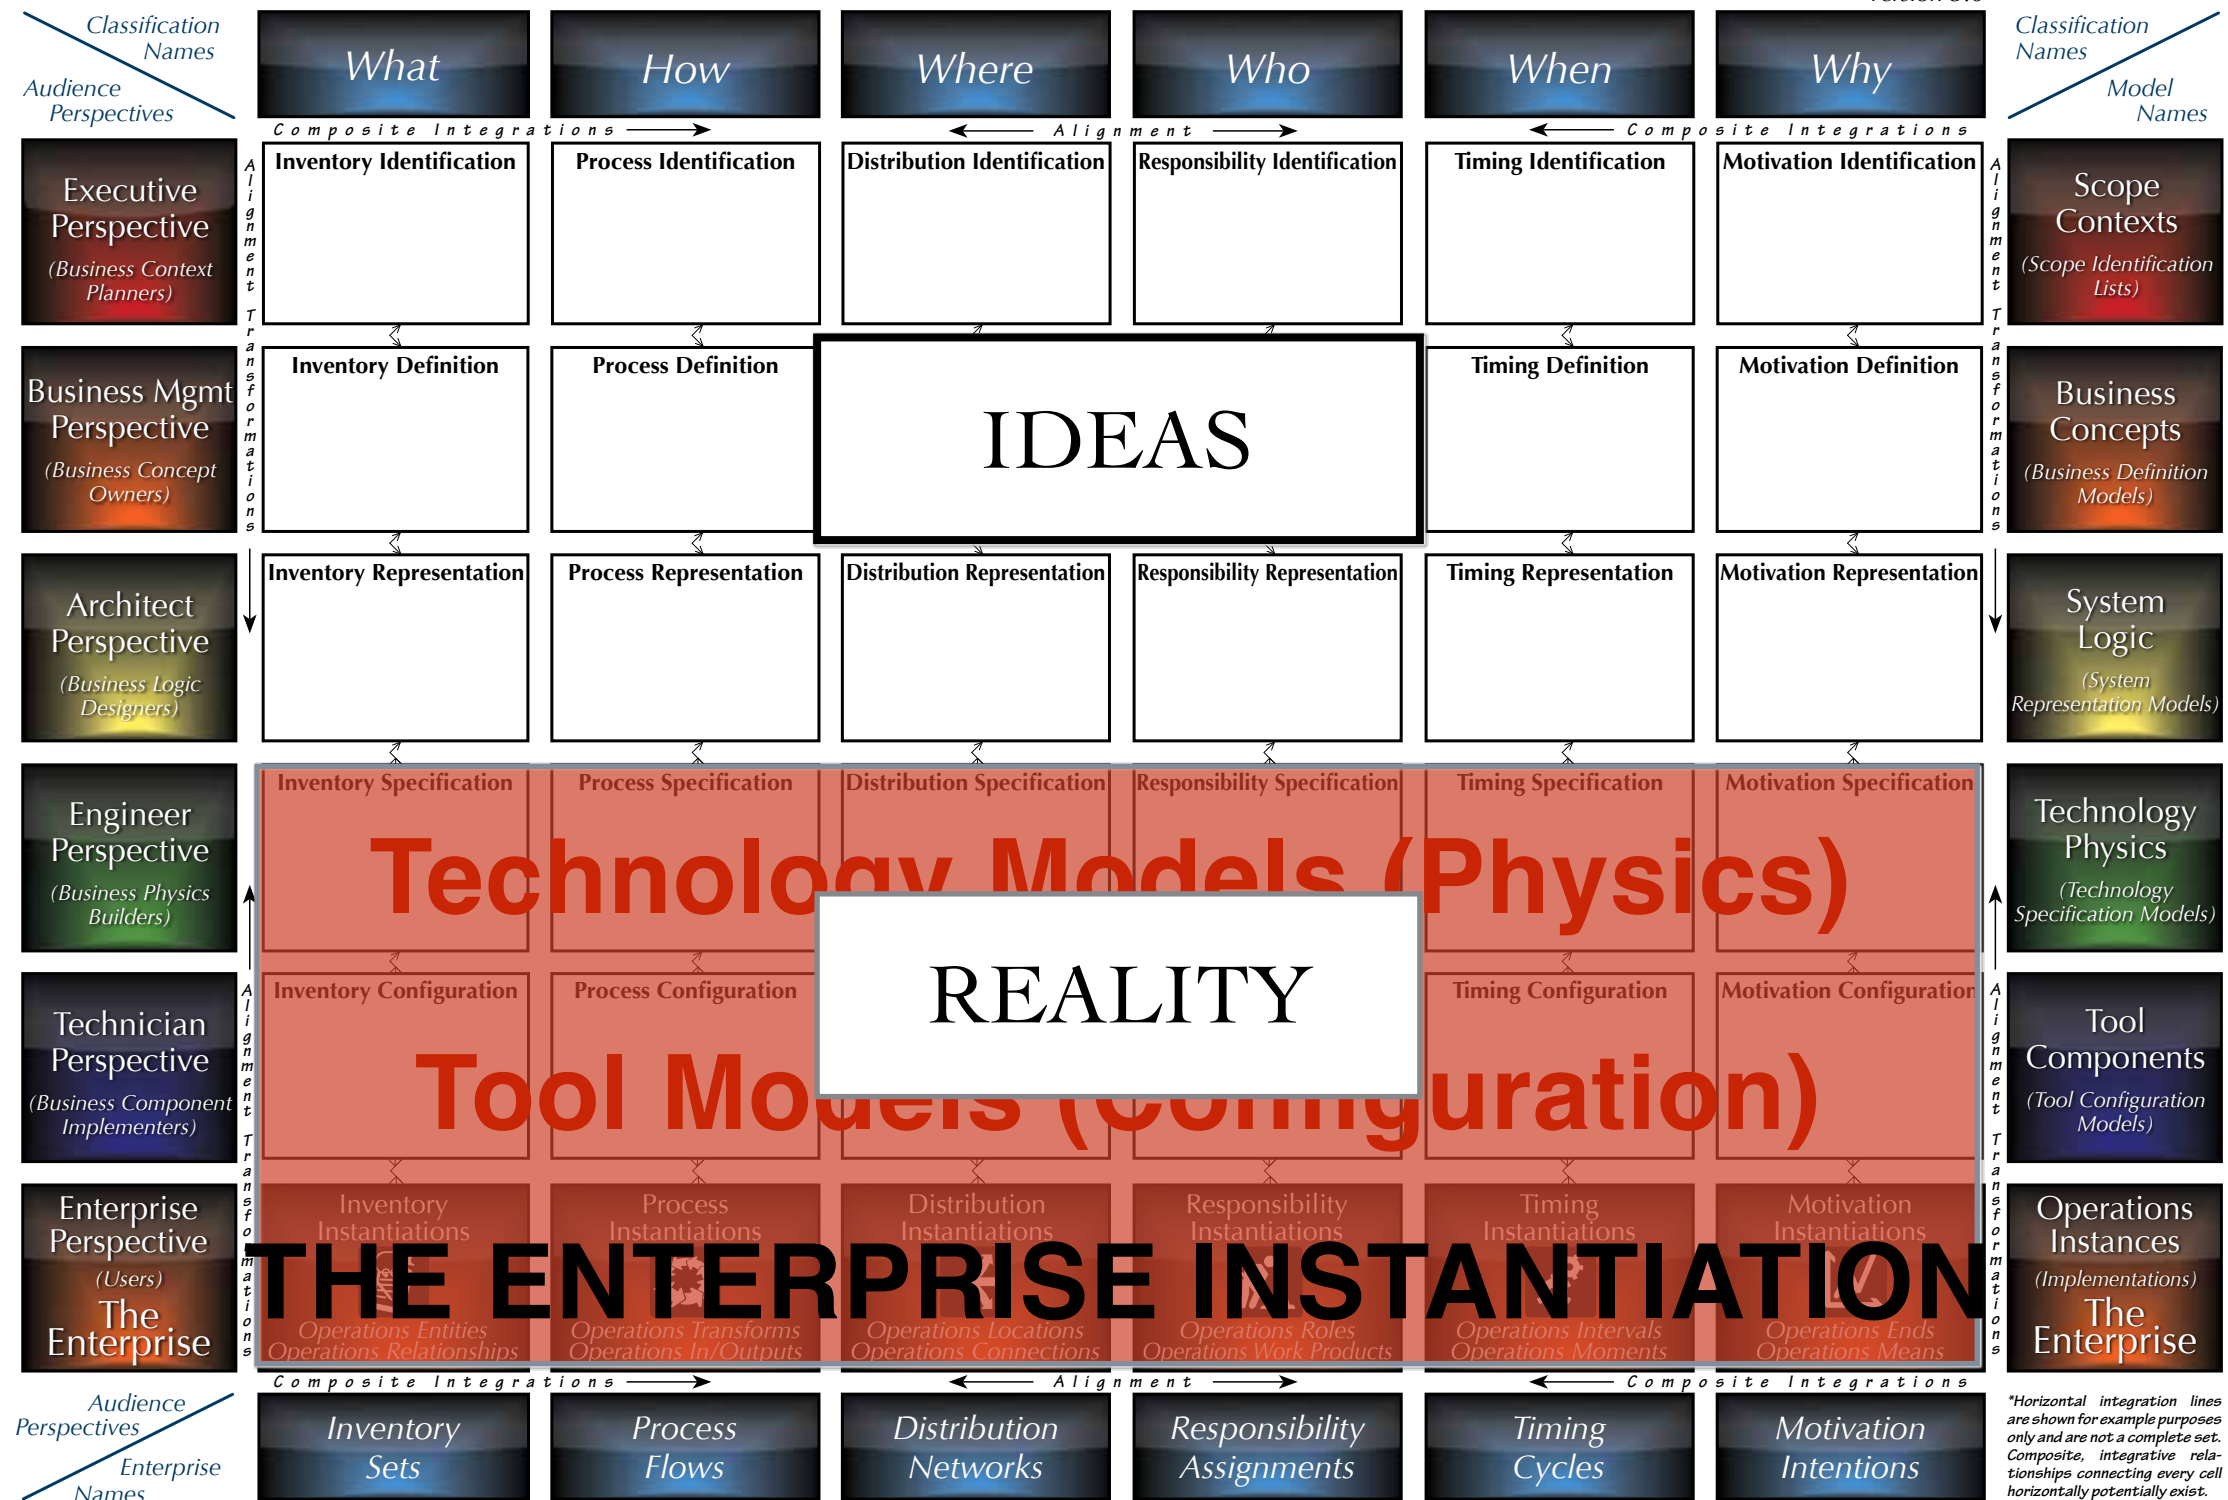 Classification
Names
Audience
Perspectives
What
How
Where
Who
When
Why
Classification
Names
Model
Names
Composite Integrations
Alignment
Composite Integrations
Executive
Perspective
(Business Context
Planners)
Alignment Transformations
Inventory Identification
Process Identification
Distribution Identification
Responsibility Identification
Timing Identification
Motivation Identification
Alignment Transformations
Scope
Contexts
(Scope Identification
Lists)
Business Mgmt
Perspective
(Business Concept
Owners)
Inventory Definition
Process Definition
IDEAS
Timing Definition
Motivation Definition
Business
Concepts
(Business Definition
Models)
Architect
Perspective
(Business Logic
Designers)
Inventory Representation
Process Representation
Distribution Representation
Responsibility Representation
Timing Representation
Motivation Representation
System
Logic
(System
Representation Models)
Engineer
Perspective
(Business Physics
Builders)
Inventory Specification
Process Specification
Distribution Specification
Responsibility Specification
Timing Specification
Motivation Specification
Technology Models (Physics)
Technology
Physics
(Technology
Specification Models)
REALITY
Technician
Perspective
(Business Component
Implementers)
Alignment Transformations
Inventory Configuration
Process Configuration
Timing Configuration
Motivation Configuration
Tool Models (Configuration)
Alignment Transformations
Tool
Components
(Tool Configuration
Models)
Enterprise
Perspective
(Users)
The
Enterprise
Inventory
Instantiations
Process
Instantiations
Distribution
Instantiations
Responsibility
Instantiations
Timing
Instantiations
Motivation
Instantiations
THE ENTERPRISE INSTANTIATION
Operations Entities
Operations Relationships
Operations Transforms
Operations In/Outputs
Operations Locations
Operations Connections
Operations Roles
Operations Work Products
Operations Intervals
Operations Moments
Operations Ends
Operations Means
Operations
Instances
(Implementations)
The
Enterprise
Composite Integrations
Alignment
Composite Integrations
Audience
Perspectives
Enterprise
Names
Inventory
Sets
Process
Flows
Distribution
Networks
Responsibility
Assignments
Timing
Cycles
Motivation
Intentions
*Horizontal integration lines
are shown for example purposes
only and are not a complete set.
Composite, integrative rela-
tionships connecting every cell
horizontally potentially exist.